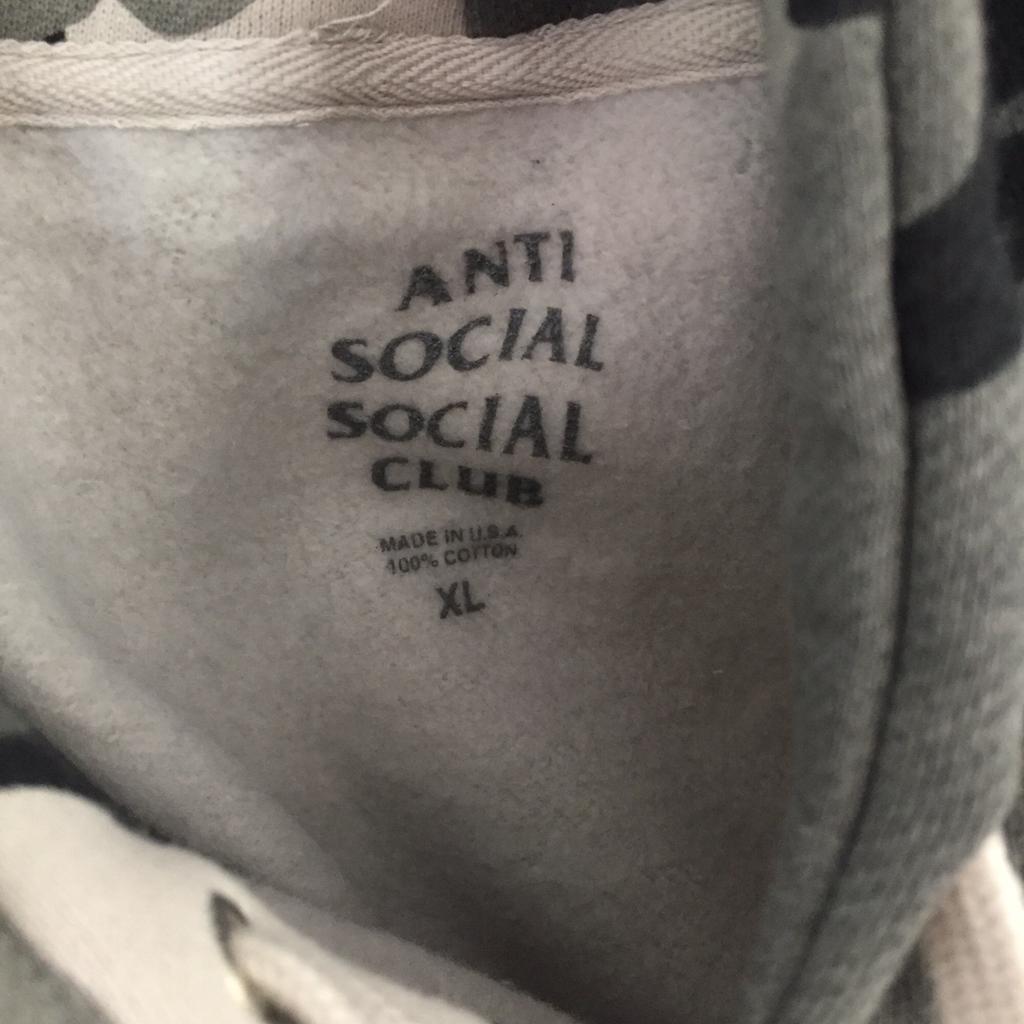 ANTI
SOCIAL
SOCIAL
CLUB
MADE IN U.S.A.
100% COTTON
XL